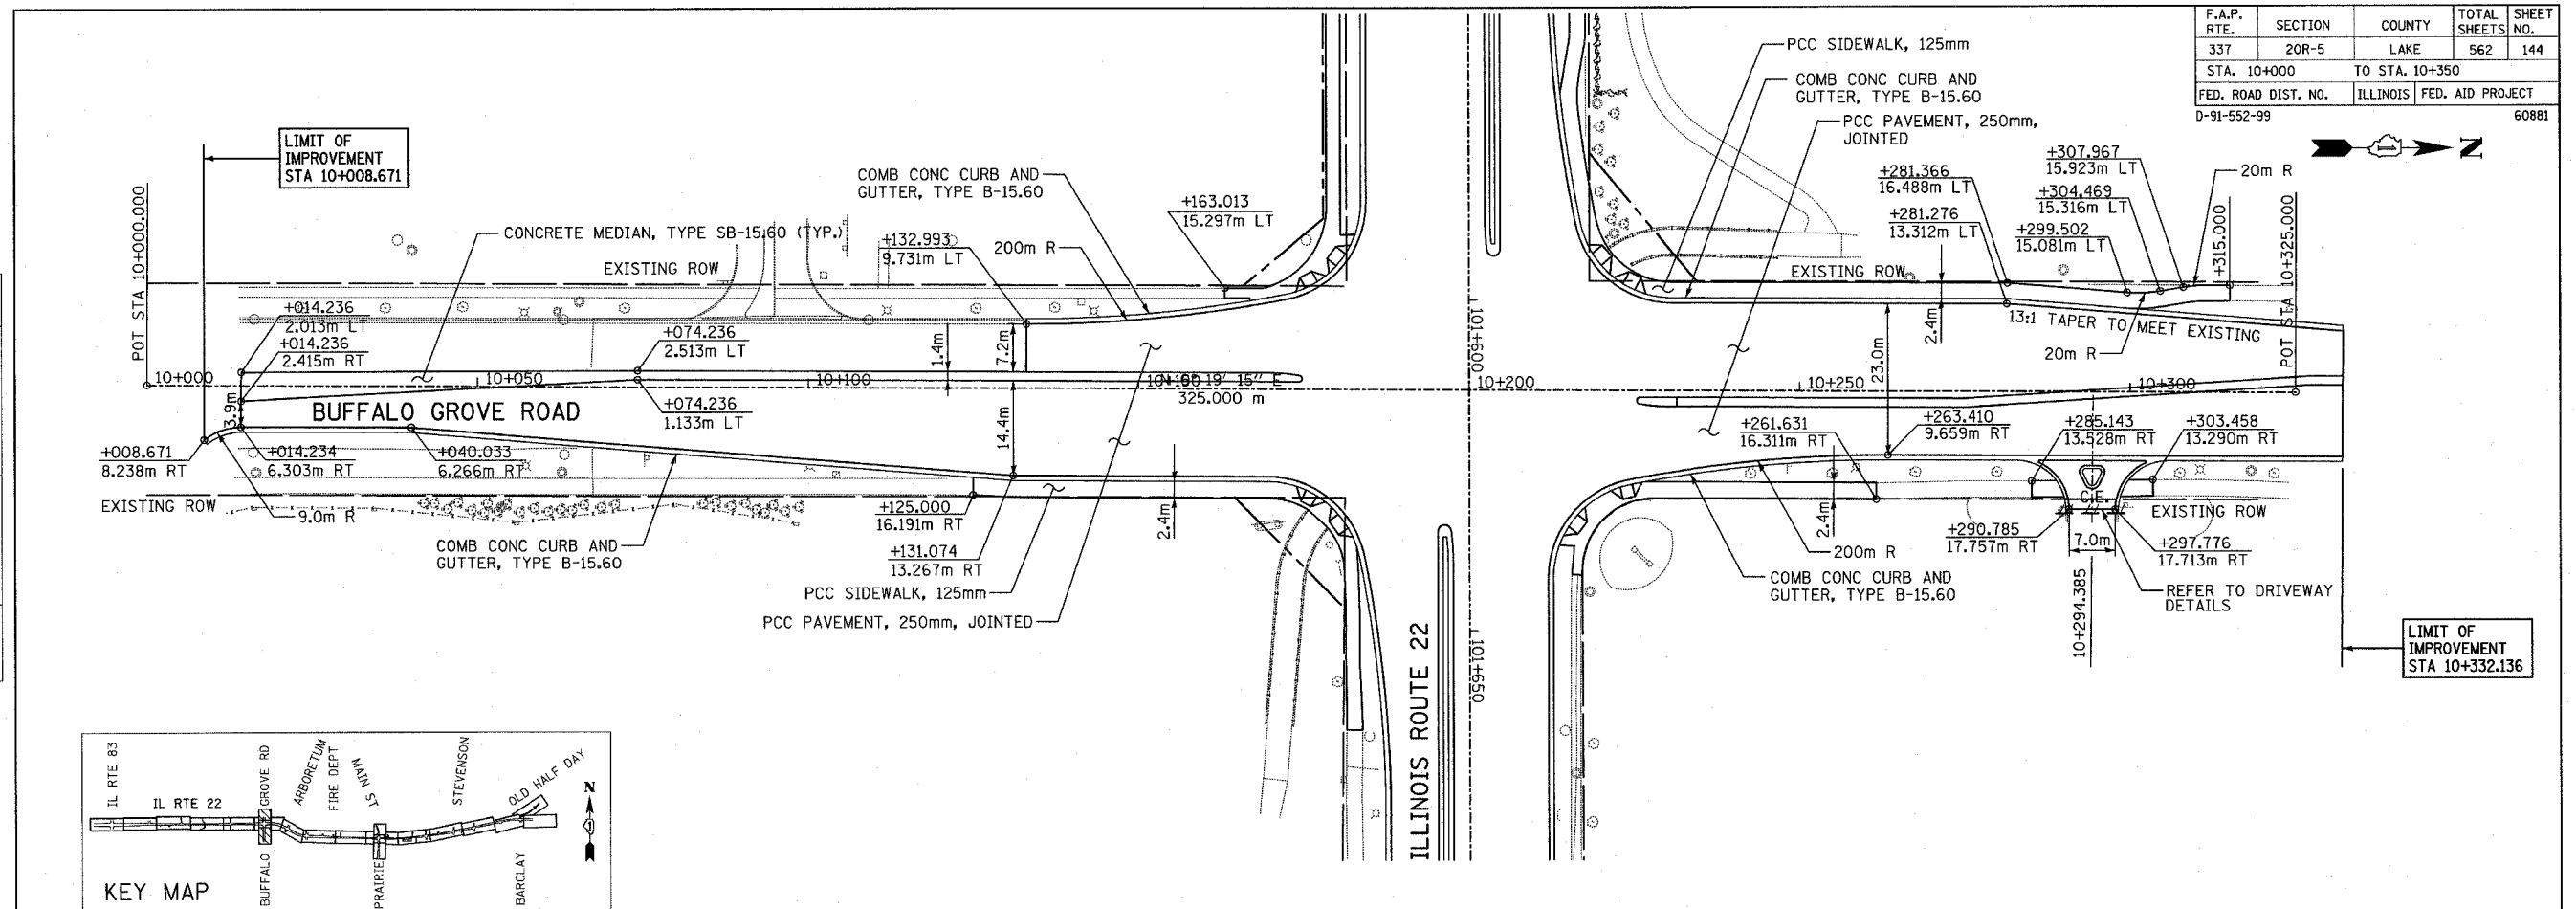 F.A.P. RTE. SECTION COUNTY TOTAL SHEETS SHEET NO.
337 20R-5 LAKE 562 144
STA. 10+000 TO STA. 10+350
FED. ROAD DIST. NO. ILLINOIS FED. AID PROJECT
D-91-552-99 60881
N
LIMIT OF
IMPROVEMENT
STA 10+008.671
POT STA 10+000.000
CONCRETE MEDIAN, TYPE SB-15.60 (TYP.)
EXISTING ROW
COMB CONC CURB AND
GUTTER, TYPE B-15.60
+132.993
9.731m LT
200m R
+163.013
15.297m LT
+014.236
2.013m LT
+014.236
2.415m RT
+074.236
2.513m LT
1.4m
7.2m
10+000
10+050
10+100
325.000 m
3.9m
BUFFALO GROVE ROAD
+074.236
1.133m LT
14.4m
+008.671
8.238m RT
+014.234
6.303m RT
+040.033
6.266m RT
EXISTING ROW
9.0m R
COMB CONC CURB AND
GUTTER, TYPE B-15.60
+125.000
16.191m RT
+131.074
13.267m RT
2.4m
PCC SIDEWALK, 125mm
PCC PAVEMENT, 250mm, JOINTED
PCC SIDEWALK, 125mm
COMB CONC CURB AND
GUTTER, TYPE B-15.60
PCC PAVEMENT, 250mm,
JOINTED
+281.366
16.488m LT
+281.276
13.312m LT
+307.967
15.923m LT
+304.469
15.316m LT
+299.502
15.081m LT
20m R
+315.000
POT STA 10+325.000
EXISTING ROW
2.4m
13:1 TAPER TO MEET EXISTING
20m R
101+600
10+200
10+250
10+300
23.0m
+261.631
16.311m RT
+263.410
9.659m RT
+285.143
13.528m RT
+303.458
13.290m RT
C.E.
EXISTING ROW
2.4m
200m R
+290.785
17.757m RT
7.0m
+297.776
17.713m RT
COMB CONC CURB AND
GUTTER, TYPE B-15.60
REFER TO DRIVEWAY
DETAILS
10+294.385
LIMIT OF
IMPROVEMENT
STA 10+332.136
ILLINOIS ROUTE 22
101+650
IL RTE 83
IL RTE 22
BUFFALO GROVE RD
ARBORETUM
FIRE DEPT
MAIN ST
PRAIRIE
STEVENSON
OLD HALF DAY
BARCLAY
N
KEY MAP